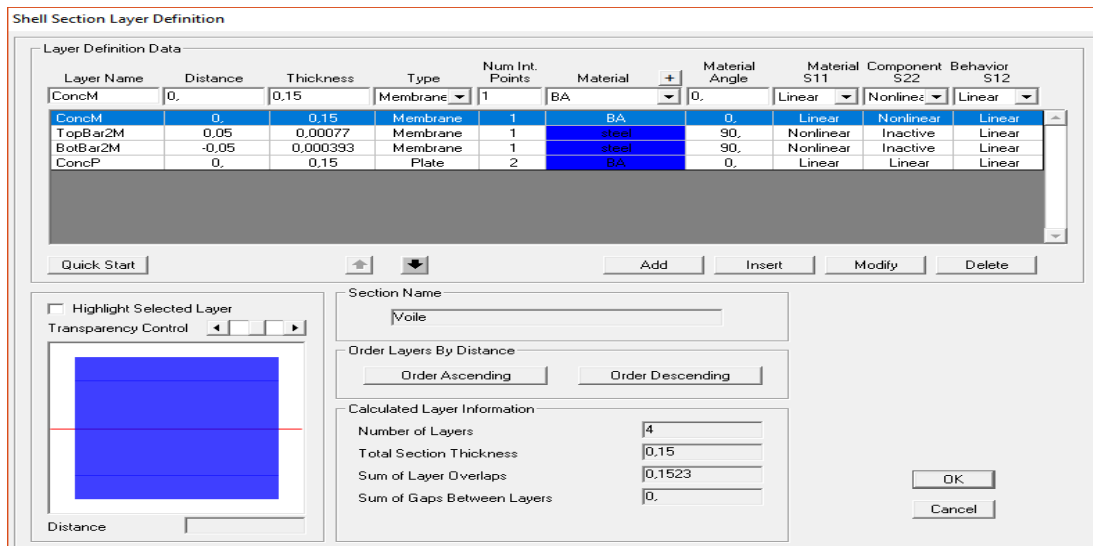 Shell Section Layer Definition
Layer Definition Data
Layer Name Distance Thickness Type Num Int. Points Material + Material Angle Material Component Behavior S11 S22 S12
ConcM 0, 0,15 Membrane 1 BA 0, Linear Nonlinea Linear
ConcM 0, 0,15 Membrane 1 BA 0, Linear Nonlinear Linear
TopBar2M 0,05 0,00077 Membrane 1 steel 90, Nonlinear Inactive Linear
BotBar2M -0,05 0,000393 Membrane 1 steel 90, Nonlinear Inactive Linear
ConcP 0, 0,15 Plate 2 BA 0, Linear Linear Linear
Quick Start Add Insert Modify Delete
Highlight Selected Layer
Transparency Control
Distance
Section Name
Voile
Order Layers By Distance
Order Ascending Order Descending
Calculated Layer Information
Number of Layers 4
Total Section Thickness 0,15
Sum of Layer Overlaps 0,1523
Sum of Gaps Between Layers 0,
OK
Cancel